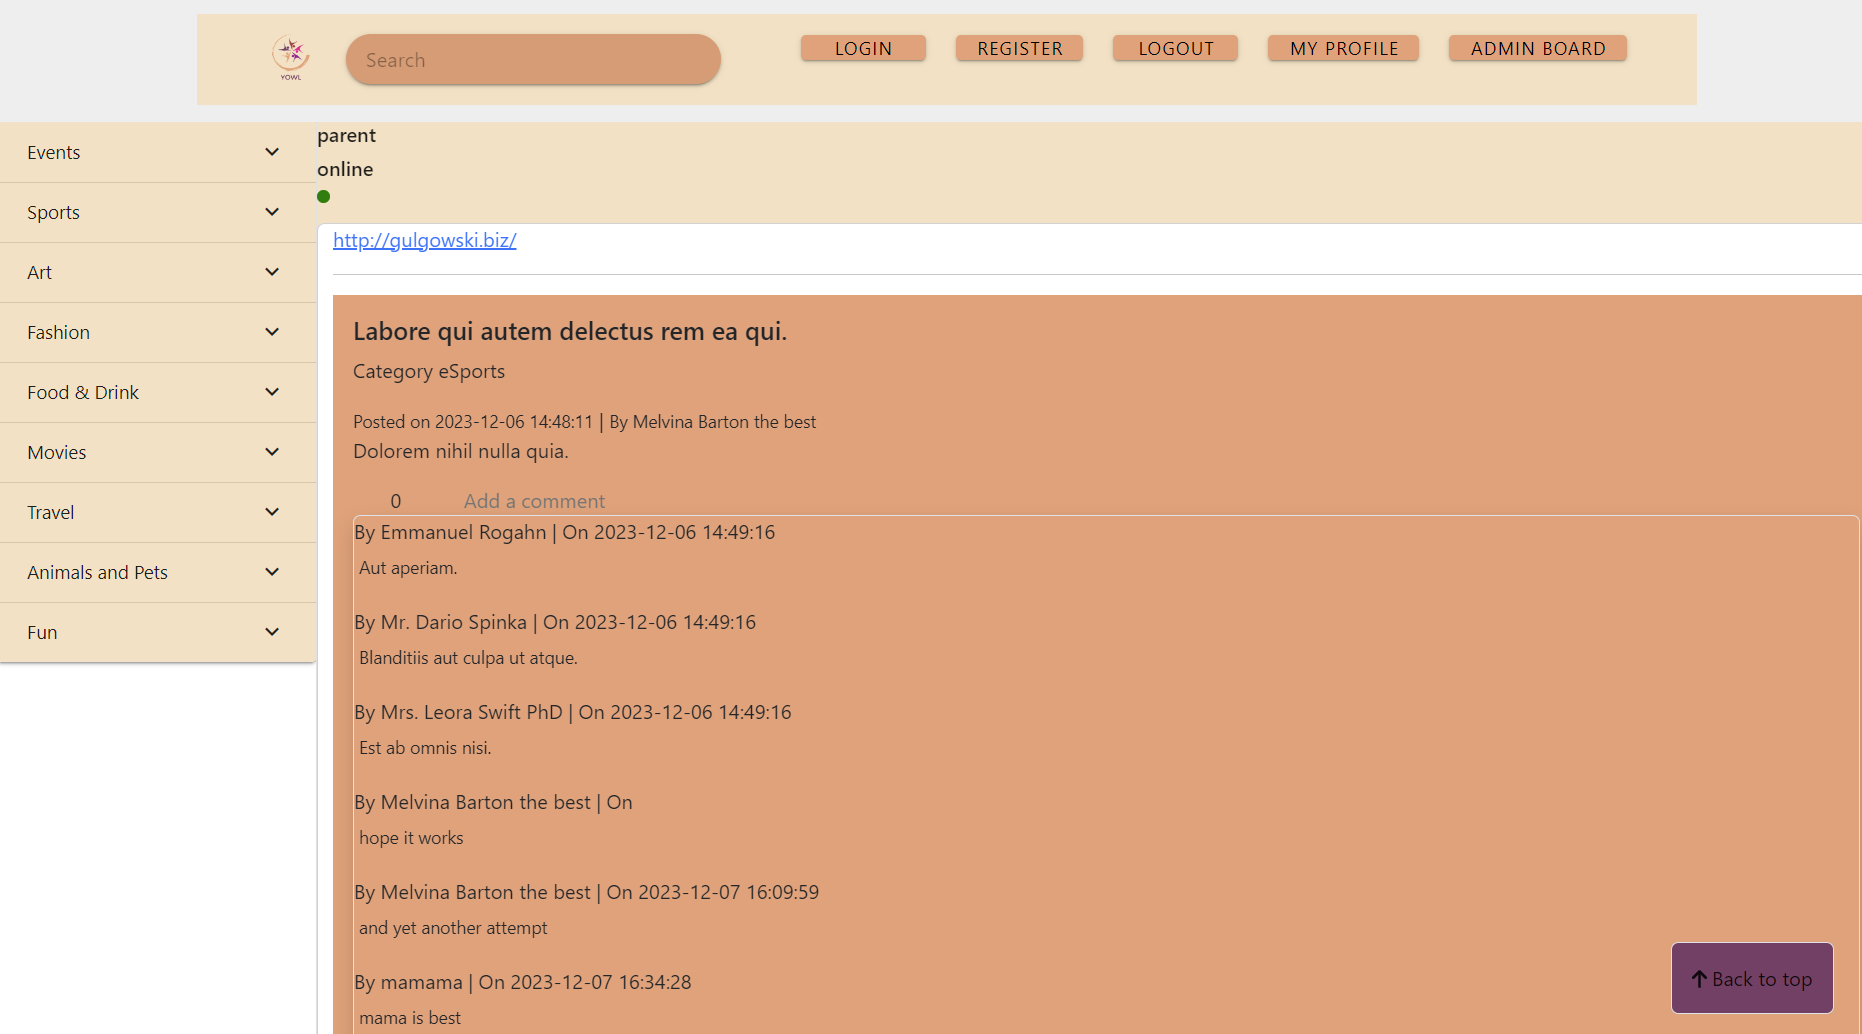 YOWL
Search
LOGIN
REGISTER
LOGOUT
MY PROFILE
ADMIN BOARD
Events
Sports
Art
Fashion
Food & Drink
Movies
Travel
Animals and Pets
Fun
parent
online
http://gulgowski.biz/
Labore qui autem delectus rem ea qui.
Category eSports
Posted on 2023-12-06 14:48:11 | By Melvina Barton the best
Dolorem nihil nulla quia.
0 Add a comment
By Emmanuel Rogahn | On 2023-12-06 14:49:16
Aut aperiam.
By Mr. Dario Spinka | On 2023-12-06 14:49:16
Blanditiis aut culpa ut atque.
By Mrs. Leora Swift PhD | On 2023-12-06 14:49:16
Est ab omnis nisi.
By Melvina Barton the best | On
hope it works
By Melvina Barton the best | On 2023-12-07 16:09:59
and yet another attempt
By mamama | On 2023-12-07 16:34:28
mama is best
Back to top